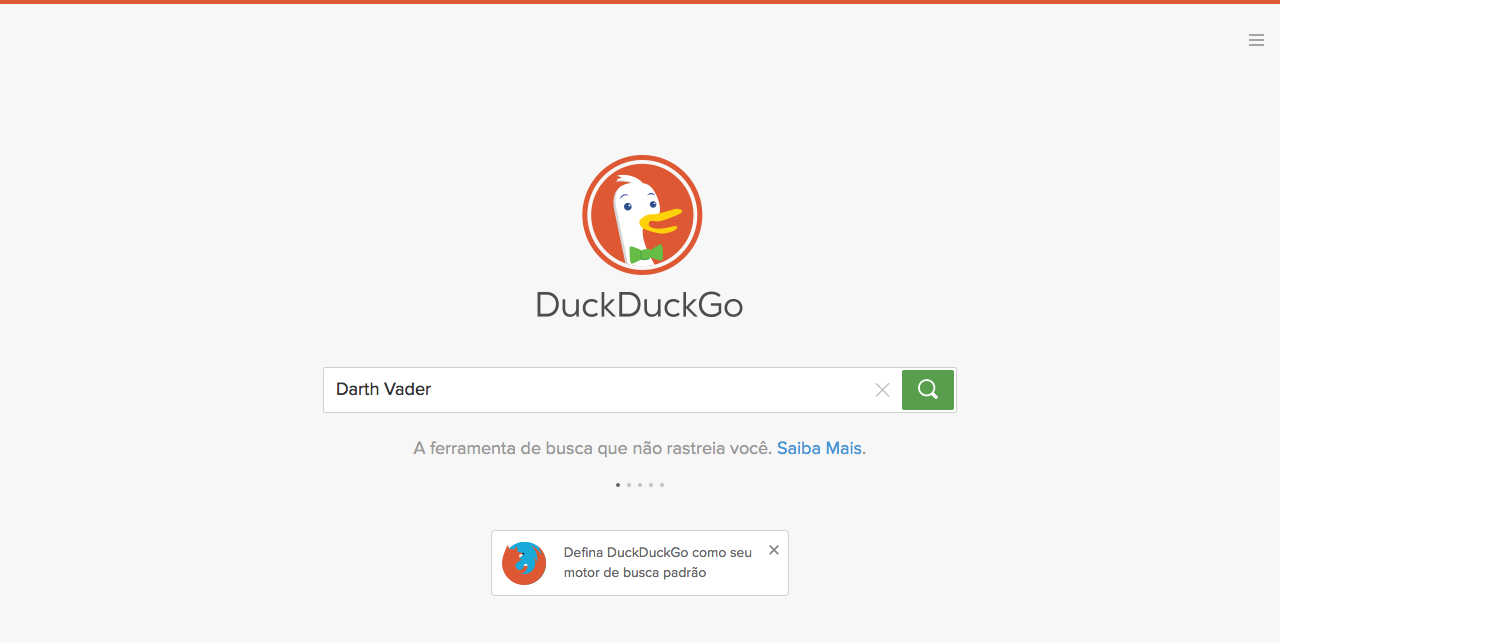 DuckDuckGo
Darth Vader
A ferramenta de busca que não rastreia você. Saiba Mais.
Defina DuckDuckGo como seu
motor de busca padrão